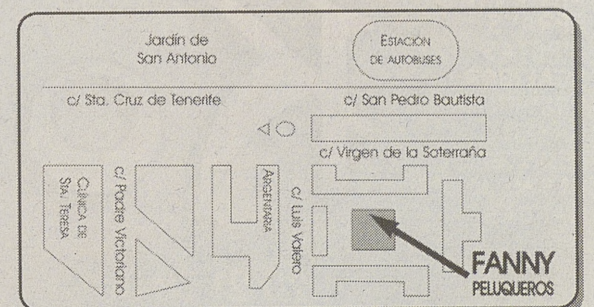 Jardín de
San Antonio
ESTACIÓN
DE AUTOBUSES
c/ Sta. Cruz de Tenerife
c/ San Pedro Bautista
c/ Virgen de la Soterraña
CLÍNICA DE
STA. TERESA
c/ Padre Victoriano
ARGENTARIA
c/ Luis Valero
FANNY
PELUQUEROS